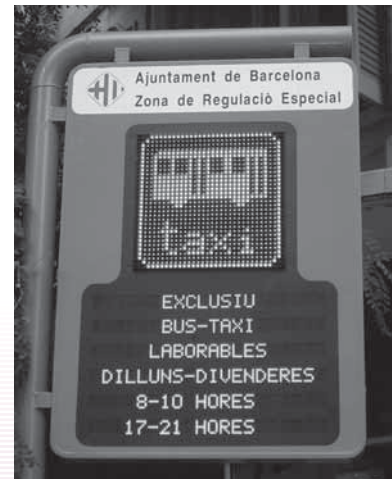 Ajuntament de Barcelona
Zona de Regulaciò Especial
taxi
EXCLUSIU
BUS-TAXI
LABORABLES
DILLUNS-DIVENDERES
8-10 HORES
17-21 HORES